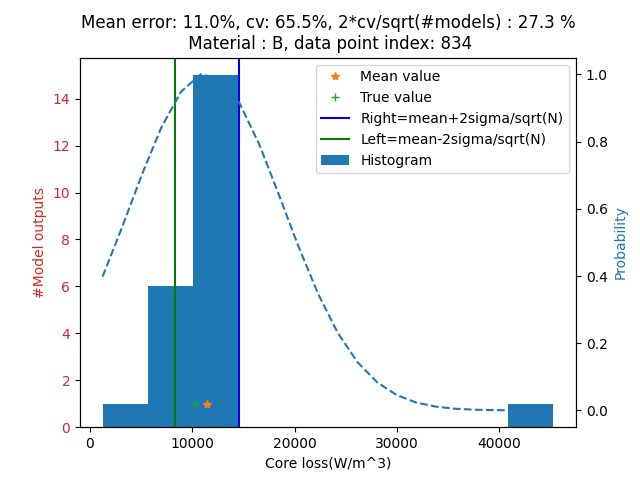 Mean error: 11.0%, cv: 65.5%, 2*cv/sqrt(#models) : 27.3 %
Material : B, data point index: 834
Mean value
True value
Right=mean+2sigma/sqrt(N)
Left=mean-2sigma/sqrt(N)
Histogram
#Model outputs
14
12
10
8
6
4
2
0
1.0
0.8
0.6
0.4
0.2
0.0
Probability
0
10000
20000
30000
40000
Core loss(W/m^3)